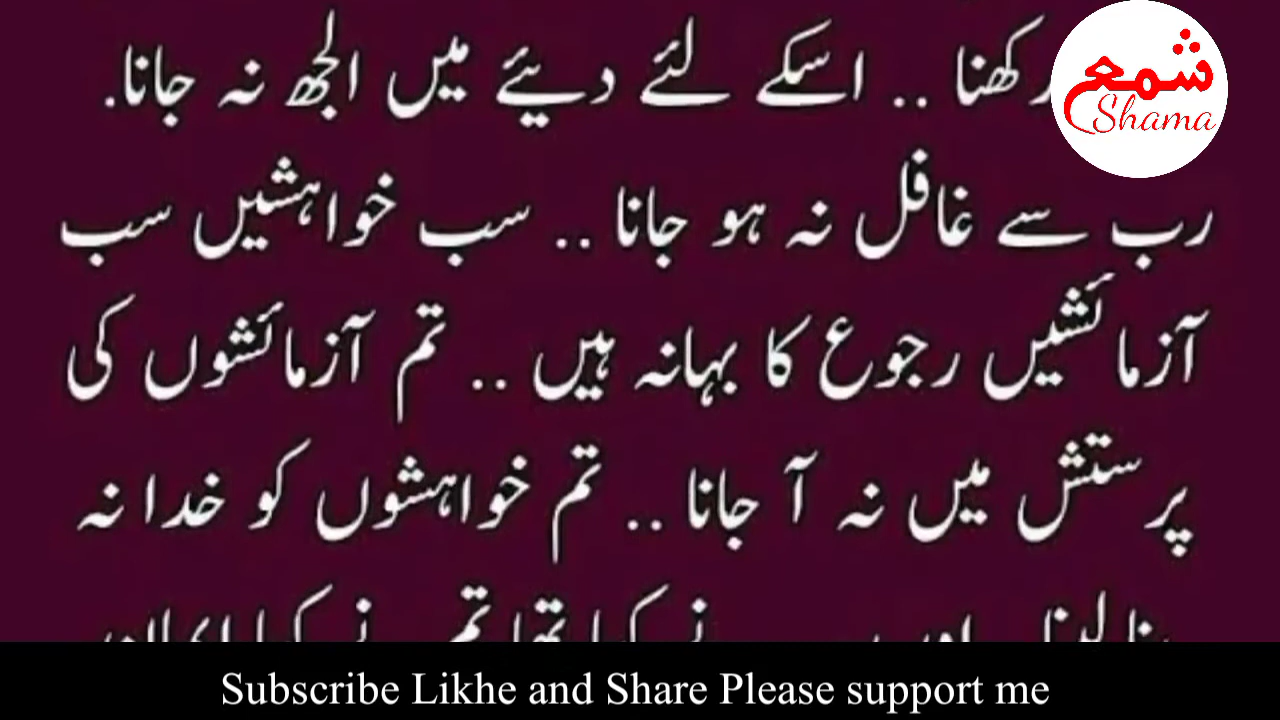 رکھنا .. اسکے لئے دیئے میں الجھ نہ جانا.
شمع
Shama
رب سے غافل نہ ہو جانا .. سب خواہشیں سب
آزمائشیں رجوع کا بہانہ ہیں .. تم آزمائشوں کی
پرستش میں نہ آ جانا .. تم خواہشوں کو خدا نہ
Subscribe Likhe and Share Please support me